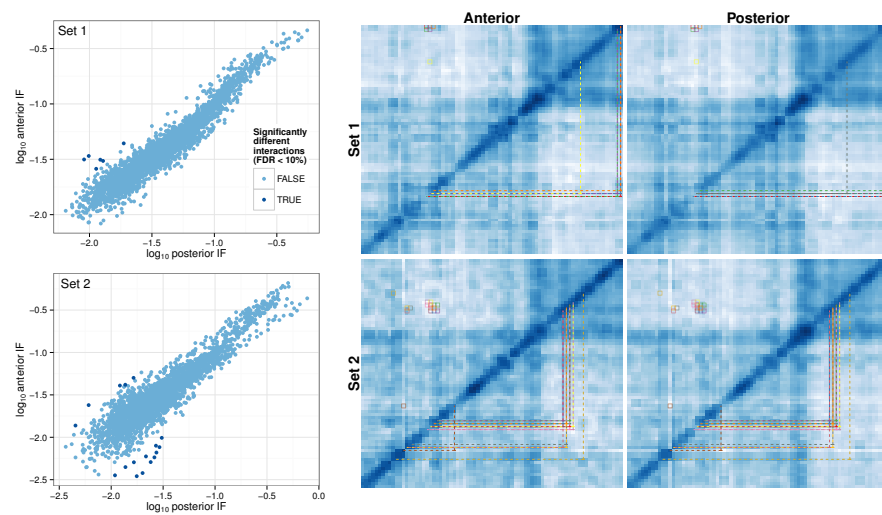 Set 1
−0.5
−1.0
−1.5
−2.0
log10 anterior IF
−2.0
−1.5
−1.0
−0.5
log10 posterior IF
Significantly
different
interactions
(FDR < 10%)
FALSE
TRUE
Set 2
−0.5
−1.0
−1.5
−2.0
−2.5
log10 anterior IF
−2.5
−2.0
−1.5
−1.0
−0.5
0.0
log10 posterior IF
Anterior
Posterior
Set 1
Set 2